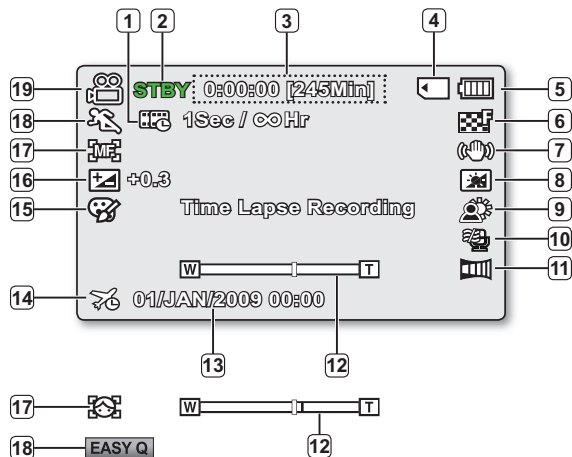 1 2 3 4
19 STBY 0:00:00 [245Min] 5
18 1Sec / ∞ Hr F 6
17 MF 7
16 +0.3 8
15 Time Lapse Recording 9
10
W T 11
14 01/JAN/2009 00:00
13 12
17 W T
12
18 EASY Q